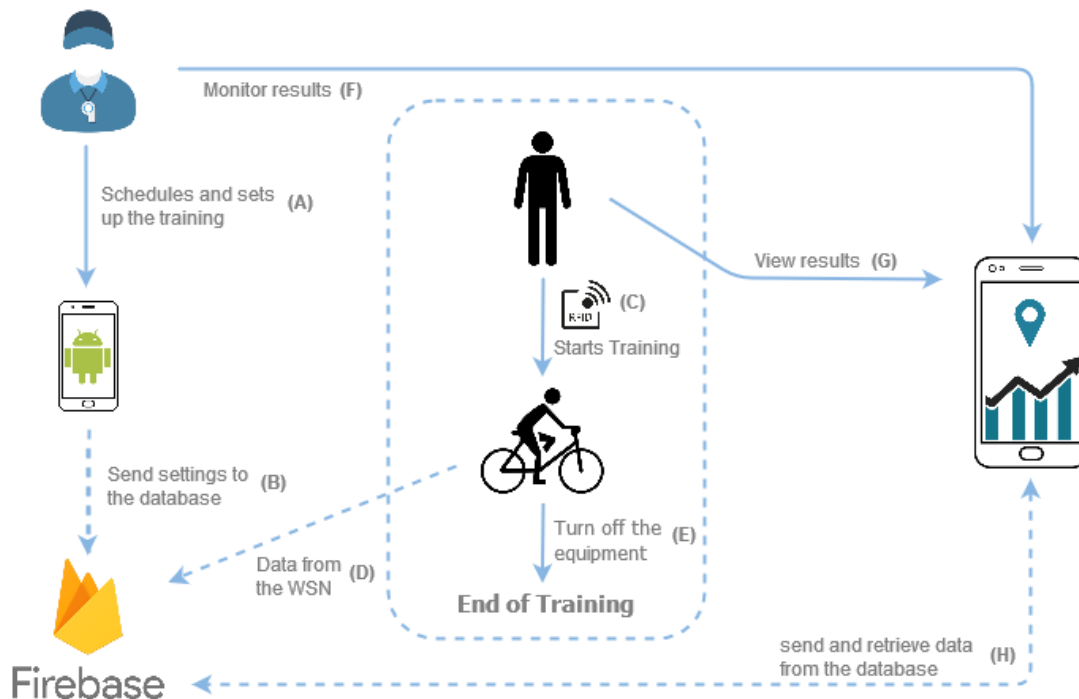 Monitor results (F)
Schedules and sets (A)
up the training
View results (G)
RFID (C)
Starts Training
Send settings to (B)
the database
Turn off the (E)
equipment
Data from (D)
the WSN
End of Training
send and retrieve data (H)
from the database
Firebase